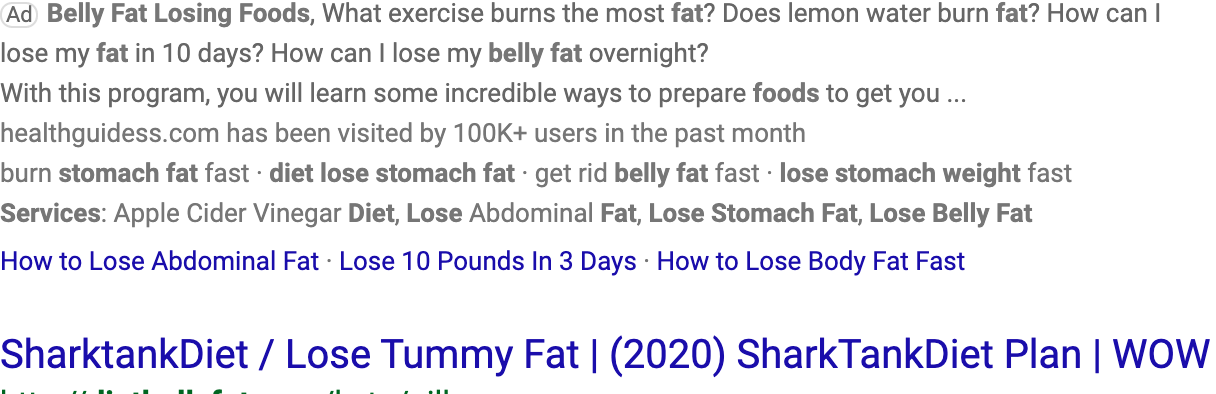 Ad Belly Fat Losing Foods, What exercise burns the most fat? Does lemon water burn fat? How can I
lose my fat in 10 days? How can I lose my belly fat overnight?
With this program, you will learn some incredible ways to prepare foods to get you ...
healthguidess.com has been visited by 100K+ users in the past month
burn stomach fat fast · diet lose stomach fat · get rid belly fat fast · lose stomach weight fast
Services: Apple Cider Vinegar Diet, Lose Abdominal Fat, Lose Stomach Fat, Lose Belly Fat
How to Lose Abdominal Fat · Lose 10 Pounds In 3 Days · How to Lose Body Fat Fast
SharktankDiet / Lose Tummy Fat | (2020) SharkTankDiet Plan | WOW